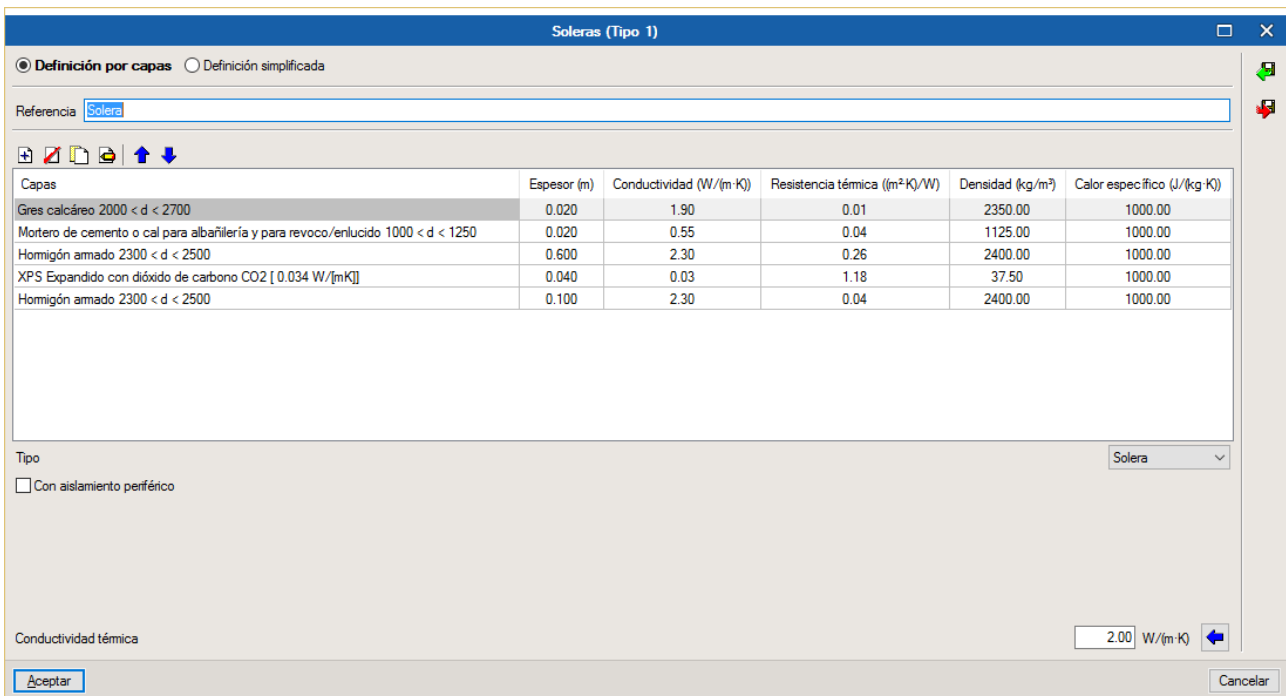 Soleras (Tipo 1)
Definición por capas Definición simplificada
Referencia Solera
Capas Espesor (m) Conductividad (W/(m·K)) Resistencia térmica ((m²·K)/W) Densidad (kg/m³) Calor específico (J/(kg·K))
Gres calcáreo 2000 < d < 2700 0.020 1.90 0.01 2350.00 1000.00
Mortero de cemento o cal para albañilería y para revoco/enlucido 1000 < d < 1250 0.020 0.55 0.04 1125.00 1000.00
Hormigón armado 2300 < d < 2500 0.600 2.30 0.26 2400.00 1000.00
XPS Expandido con dióxido de carbono CO2 [ 0.034 W/[mK]] 0.040 0.03 1.18 37.50 1000.00
Hormigón armado 2300 < d < 2500 0.100 2.30 0.04 2400.00 1000.00
Tipo Solera
Con aislamiento periférico
Conductividad térmica 2.00 W/(m·K)
Aceptar Cancelar